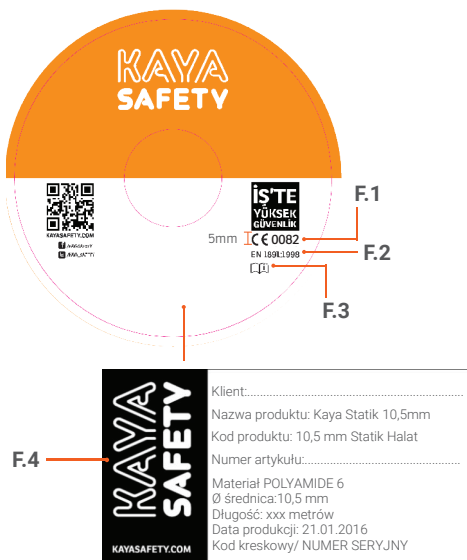 KAYA
SAFETY
KAYASAFETY.COM
İŞ'TE
YÜKSEK
GÜVENLİK
5mm
CE 0082
EN 1891:1998
F.1
F.2
F.3
F.4
KAYA
SAFETY
KAYASAFETY.COM
Klient:
Nazwa produktu: Kaya Statik 10,5mm
Kod produktu: 10,5 mm Statik Halat
Numer artykułu:
Materiał POLYAMIDE 6
Ø średnica:10,5 mm
Długość: xxx metrów
Data produkcji: 21.01.2016
Kod kreskowy/ NUMER SERYJNY